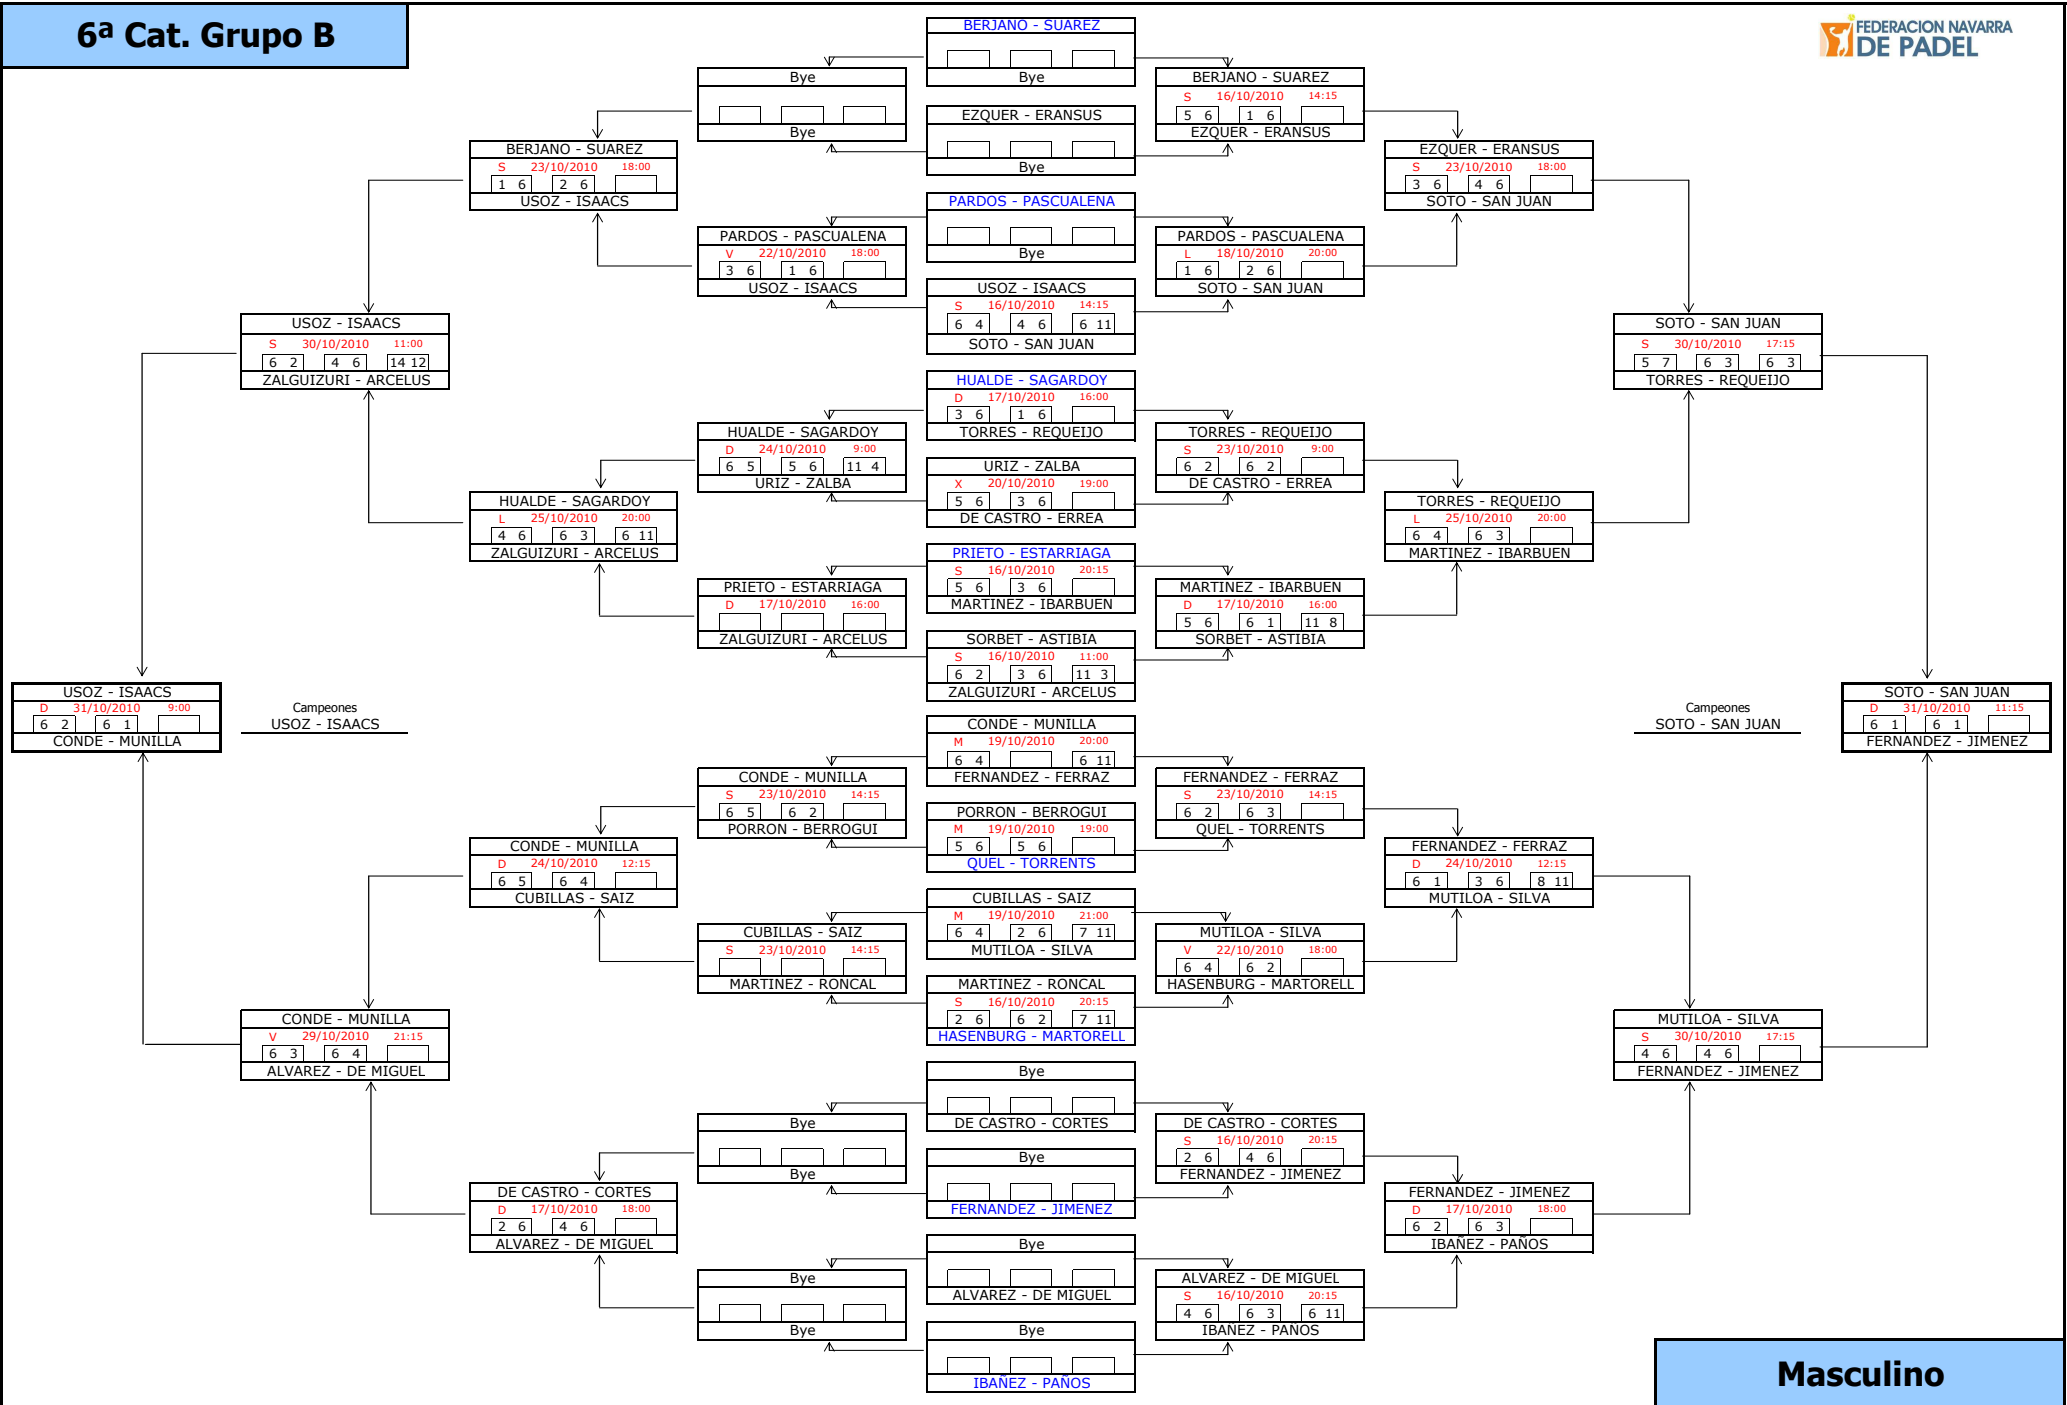 6ª Cat. Grupo B
FEDERACION NAVARRA
DE PADEL
USOZ - ISAACS
D 31/10/2010 9:00
6 2 6 1
CONDE - MUNILLA
Campeones
USOZ - ISAACS
USOZ - ISAACS
S 30/10/2010 11:00
6 2 4 6 14 12
ZALGUIZURI - ARCELUS
CONDE - MUNILLA
V 29/10/2010 21:15
6 3 6 4
ALVAREZ - DE MIGUEL
BERJANO - SUAREZ
S 23/10/2010 18:00
1 6 2 6
USOZ - ISAACS
HUALDE - SAGARDOY
L 25/10/2010 20:00
4 6 6 3 6 11
ZALGUIZURI - ARCELUS
CONDE - MUNILLA
D 24/10/2010 12:15
6 5 6 4
CUBILLAS - SAIZ
DE CASTRO - CORTES
D 17/10/2010 18:00
2 6 4 6
ALVAREZ - DE MIGUEL
Bye
Bye
PARDOS - PASCUALENA
V 22/10/2010 18:00
3 6 1 6
USOZ - ISAACS
HUALDE - SAGARDOY
D 24/10/2010 9:00
6 5 5 6 11 4
URIZ - ZALBA
PRIETO - ESTARRIAGA
D 17/10/2010 16:00
ZALGUIZURI - ARCELUS
CONDE - MUNILLA
S 23/10/2010 14:15
6 5 6 2
PORRON - BERROGUI
CUBILLAS - SAIZ
S 23/10/2010 14:15
MARTINEZ - RONCAL
Bye
Bye
Bye
Bye
BERJANO - SUAREZ
Bye
EZQUER - ERANSUS
Bye
PARDOS - PASCUALENA
Bye
USOZ - ISAACS
S 16/10/2010 14:15
6 4 4 6 6 11
SOTO - SAN JUAN
HUALDE - SAGARDOY
D 17/10/2010 16:00
3 6 1 6
TORRES - REQUEIJO
URIZ - ZALBA
X 20/10/2010 19:00
5 6 3 6
DE CASTRO - ERREA
PRIETO - ESTARRIAGA
S 16/10/2010 20:15
5 6 3 6
MARTINEZ - IBARBUEN
SORBET - ASTIBIA
S 16/10/2010 11:00
6 2 3 6 11 3
ZALGUIZURI - ARCELUS
CONDE - MUNILLA
M 19/10/2010 20:00
6 4 6 11
FERNANDEZ - FERRAZ
PORRON - BERROGUI
M 19/10/2010 19:00
5 6 5 6
QUEL - TORRENTS
CUBILLAS - SAIZ
M 19/10/2010 21:00
6 4 2 6 7 11
MUTILOA - SILVA
MARTINEZ - RONCAL
S 16/10/2010 20:15
2 6 6 2 7 11
HASENBURG - MARTORELL
Bye
DE CASTRO - CORTES
Bye
FERNANDEZ - JIMENEZ
Bye
ALVAREZ - DE MIGUEL
Bye
IBAÑEZ - PAÑOS
BERJANO - SUAREZ
S 16/10/2010 14:15
5 6 1 6
EZQUER - ERANSUS
PARDOS - PASCUALENA
L 18/10/2010 20:00
1 6 2 6
SOTO - SAN JUAN
TORRES - REQUEIJO
S 23/10/2010 9:00
6 2 6 2
DE CASTRO - ERREA
MARTINEZ - IBARBUEN
D 17/10/2010 16:00
5 6 6 1 11 8
SORBET - ASTIBIA
FERNANDEZ - FERRAZ
S 23/10/2010 14:15
6 2 6 3
QUEL - TORRENTS
MUTILOA - SILVA
V 22/10/2010 18:00
6 4 6 2
HASENBURG - MARTORELL
DE CASTRO - CORTES
S 16/10/2010 20:15
2 6 4 6
FERNANDEZ - JIMENEZ
ALVAREZ - DE MIGUEL
S 16/10/2010 20:15
4 6 6 3 6 11
IBAÑEZ - PAÑOS
EZQUER - ERANSUS
S 23/10/2010 18:00
3 6 4 6
SOTO - SAN JUAN
TORRES - REQUEIJO
L 25/10/2010 20:00
6 4 6 3
MARTINEZ - IBARBUEN
FERNANDEZ - FERRAZ
D 24/10/2010 12:15
6 1 3 6 8 11
MUTILOA - SILVA
FERNANDEZ - JIMENEZ
D 17/10/2010 18:00
6 2 6 3
IBAÑEZ - PAÑOS
SOTO - SAN JUAN
S 30/10/2010 17:15
5 7 6 3 6 3
TORRES - REQUEIJO
MUTILOA - SILVA
S 30/10/2010 17:15
4 6 4 6
FERNANDEZ - JIMENEZ
Campeones
SOTO - SAN JUAN
SOTO - SAN JUAN
D 31/10/2010 11:15
6 1 6 1
FERNANDEZ - JIMENEZ
Masculino